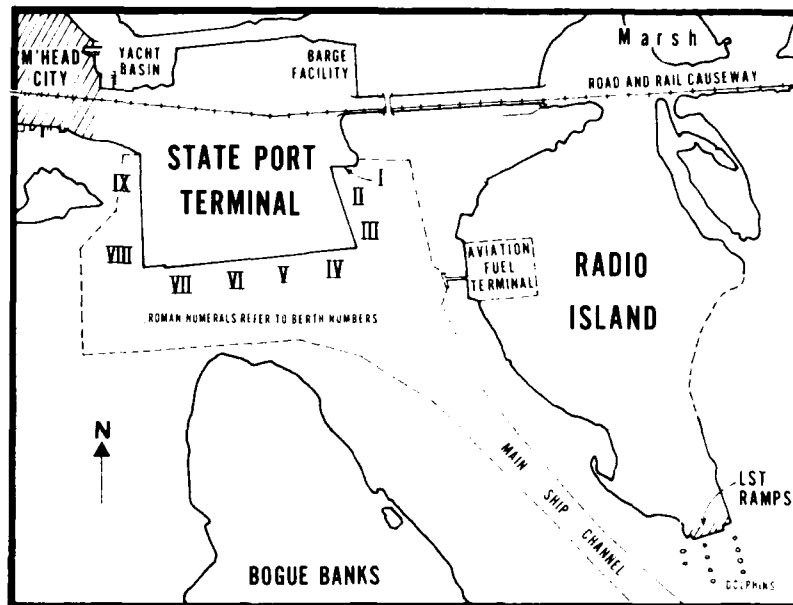 M'HEAD
CITY
YACHT
BASIN
BARGE
FACILITY
Marsh
ROAD AND RAIL CAUSEWAY
STATE PORT
TERMINAL
IX
I
II
III
VIII
VII
VI
V
IV
AVIATION
FUEL
TERMINAL
RADIO
ISLAND
ROMAN NUMERALS REFER TO BERTH NUMBERS
N
MAIN SHIP CHANNEL
LST
RAMPS
BOGUE BANKS
DOLPHINS